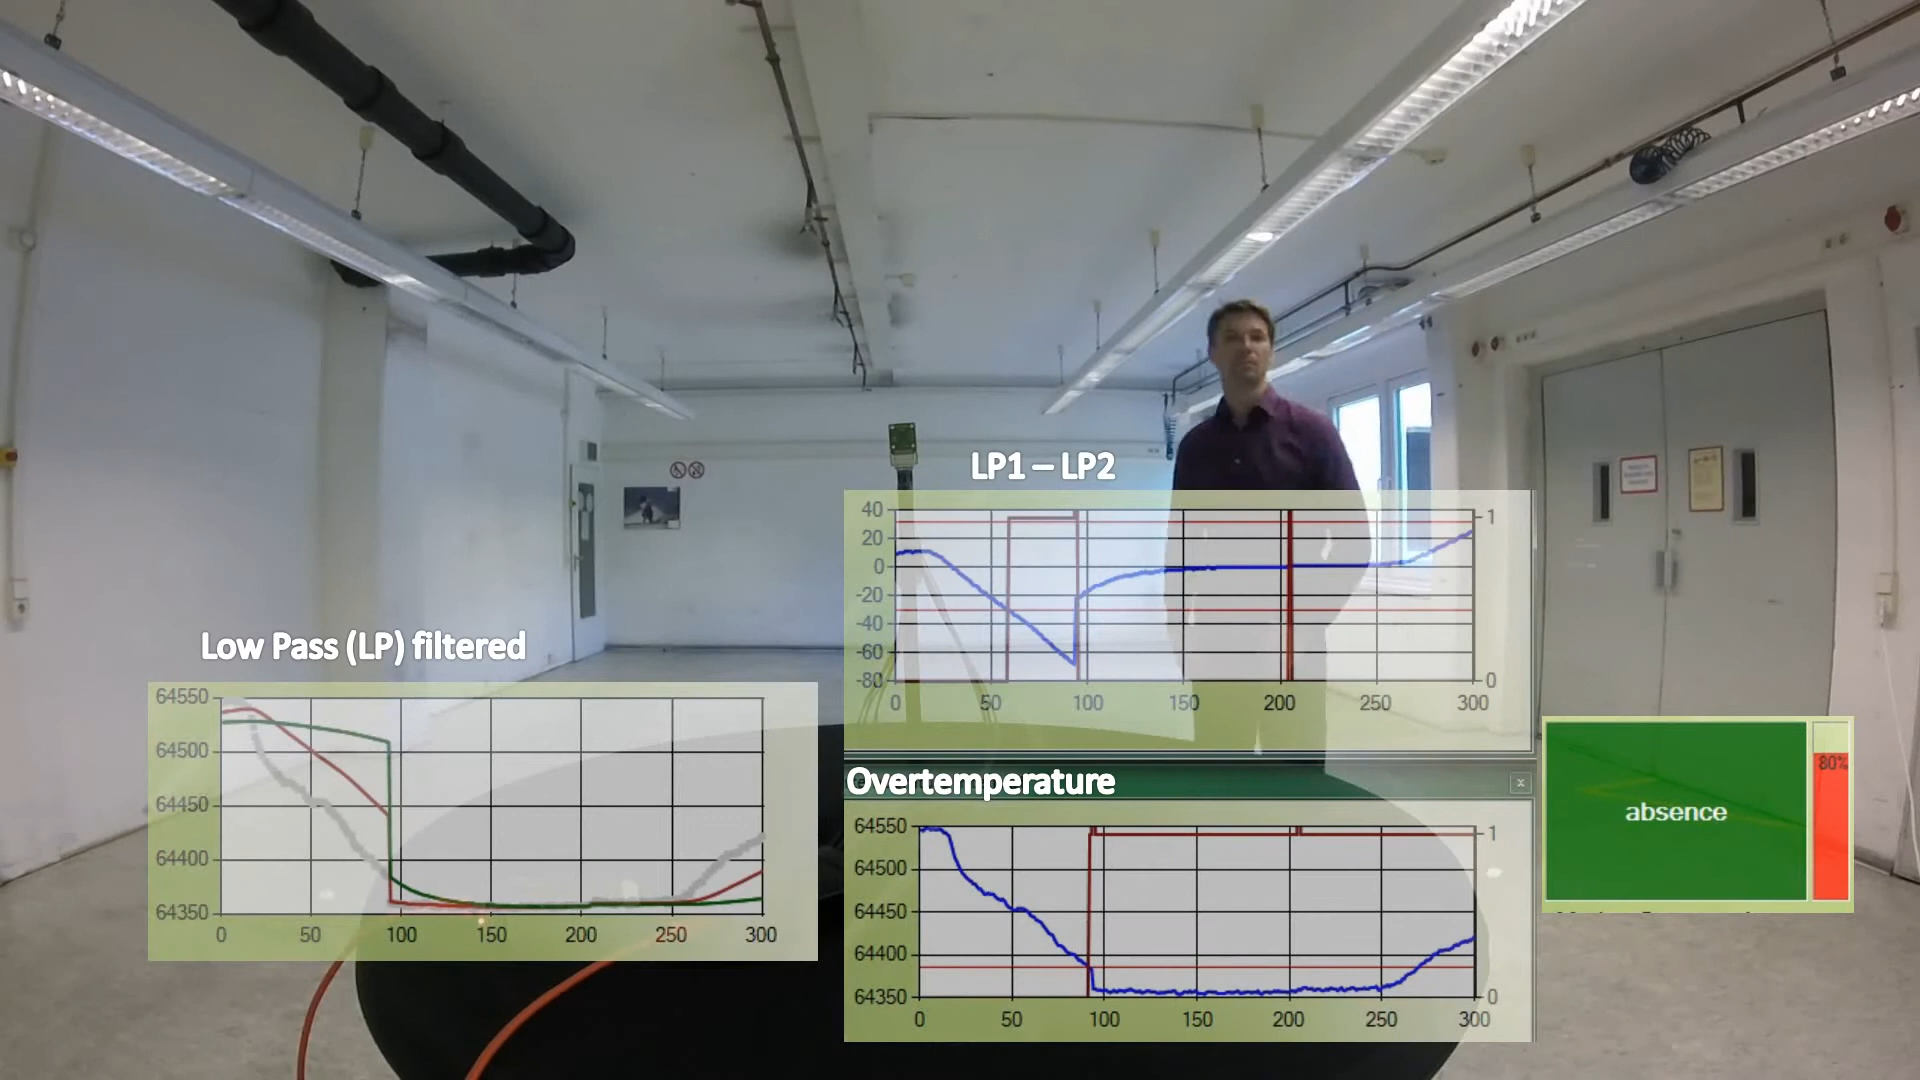 LP1 – LP2
40
20
0
-20
-40
-60
-80
1
0
0 50 100 150 200 250 300
Low Pass (LP) filtered
64550
64500
64450
64400
64350
0 50 100 150 200 250 300
Overtemperature
x
64550
64500
64450
64400
64350
1
0
0 50 100 150 200 250 300
80%
absence